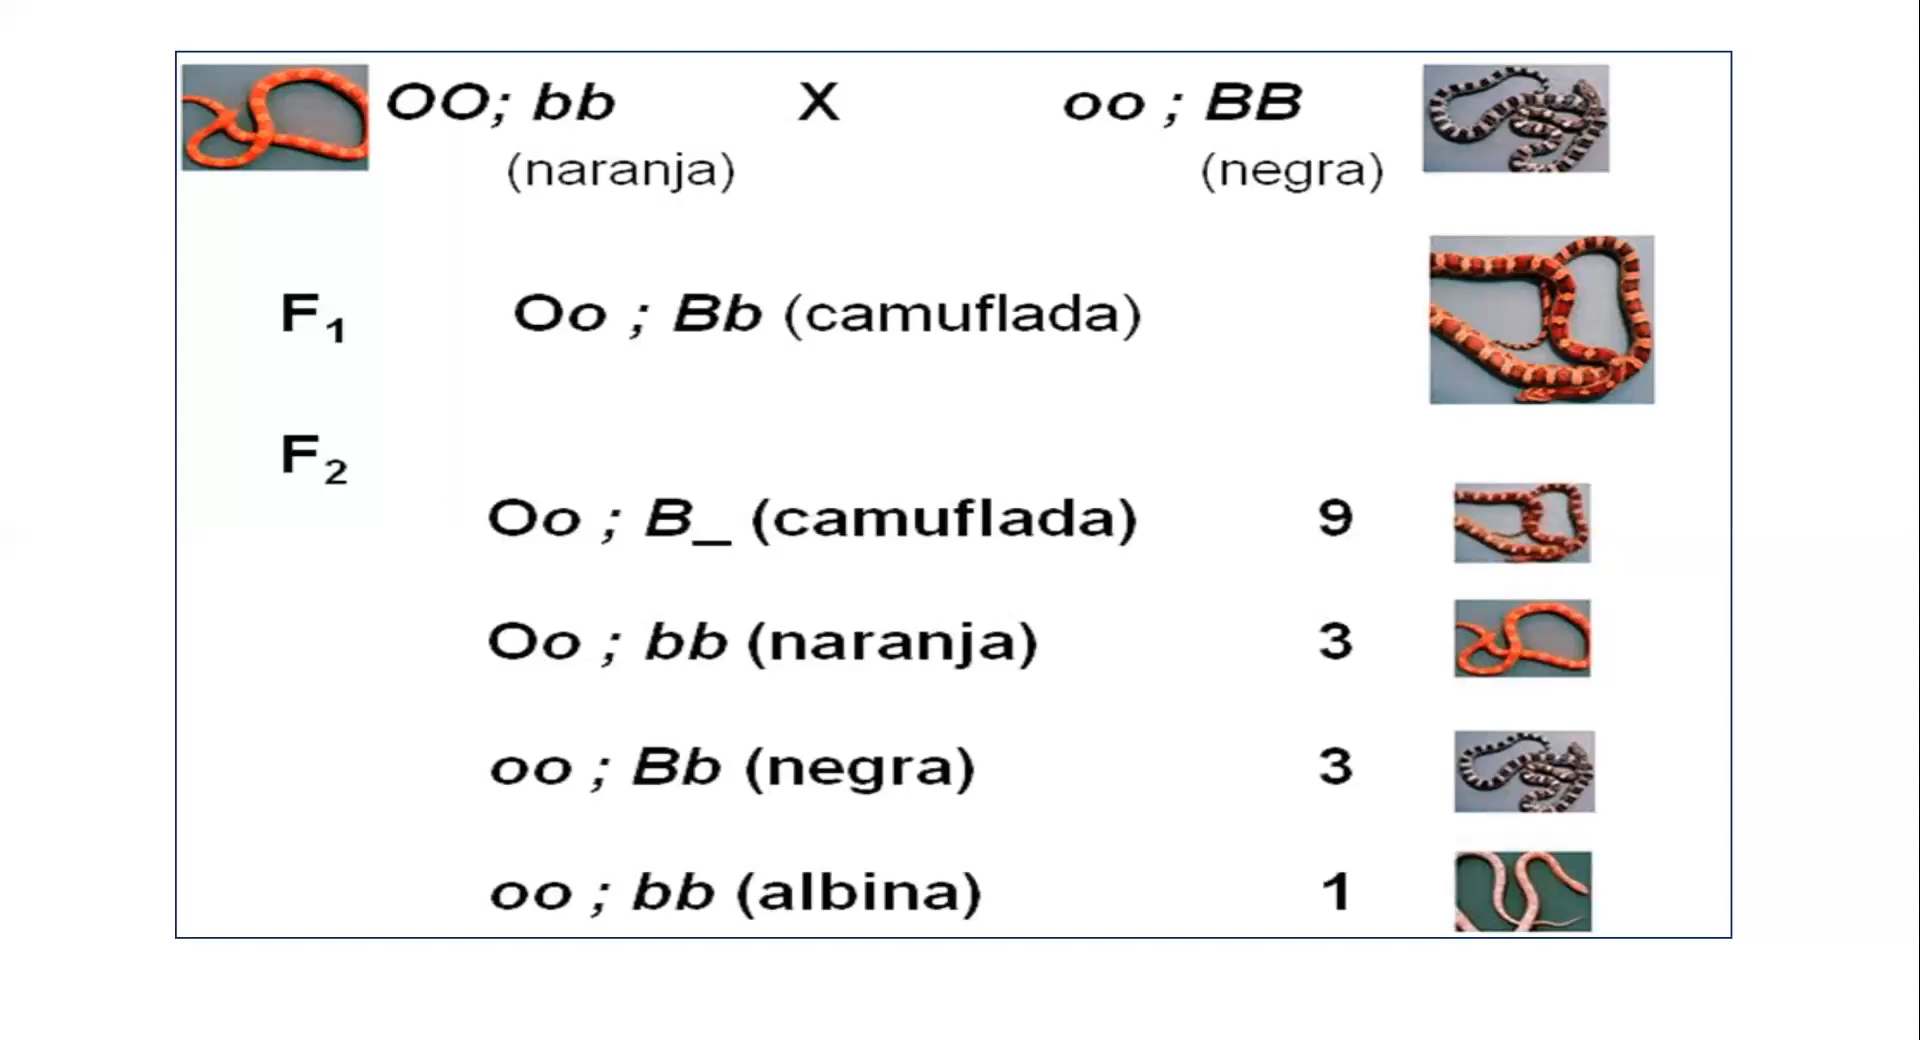 OO; bb X oo ; BB
(naranja) (negra)
F1 Oo ; Bb (camuflada)
F2
Oo ; B_ (camuflada) 9
Oo ; bb (naranja) 3
oo ; Bb (negra) 3
oo ; bb (albina) 1